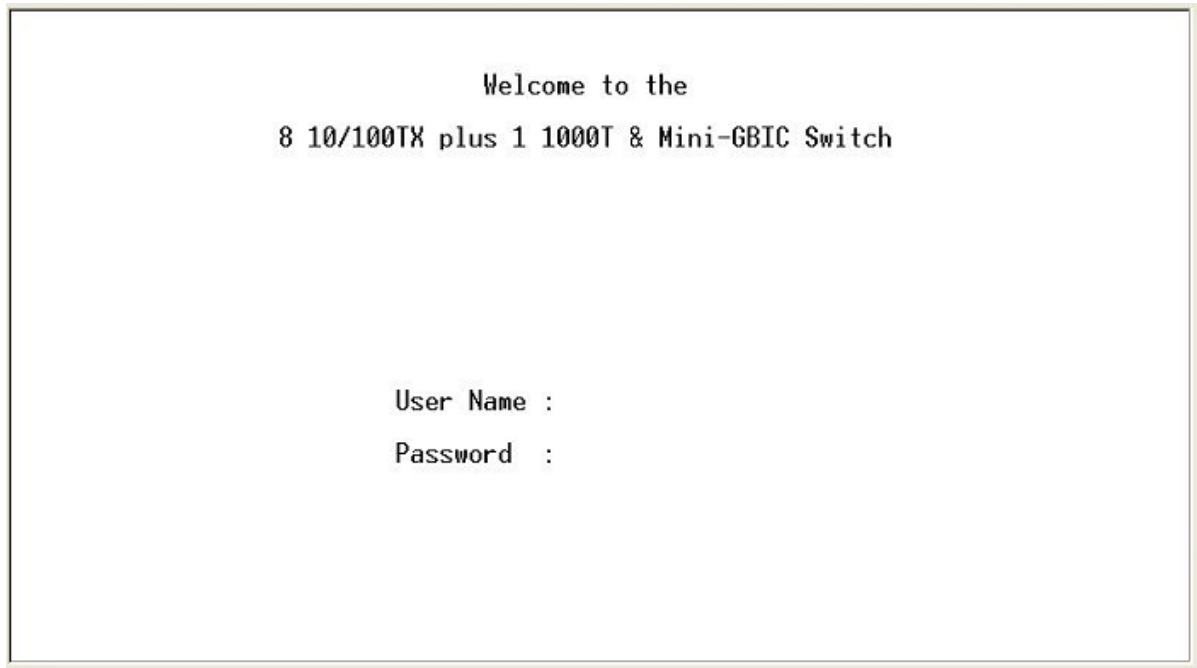 Welcome to the
8 10/100TX plus 1 1000T & Mini-GBIC Switch
User Name :
Password :